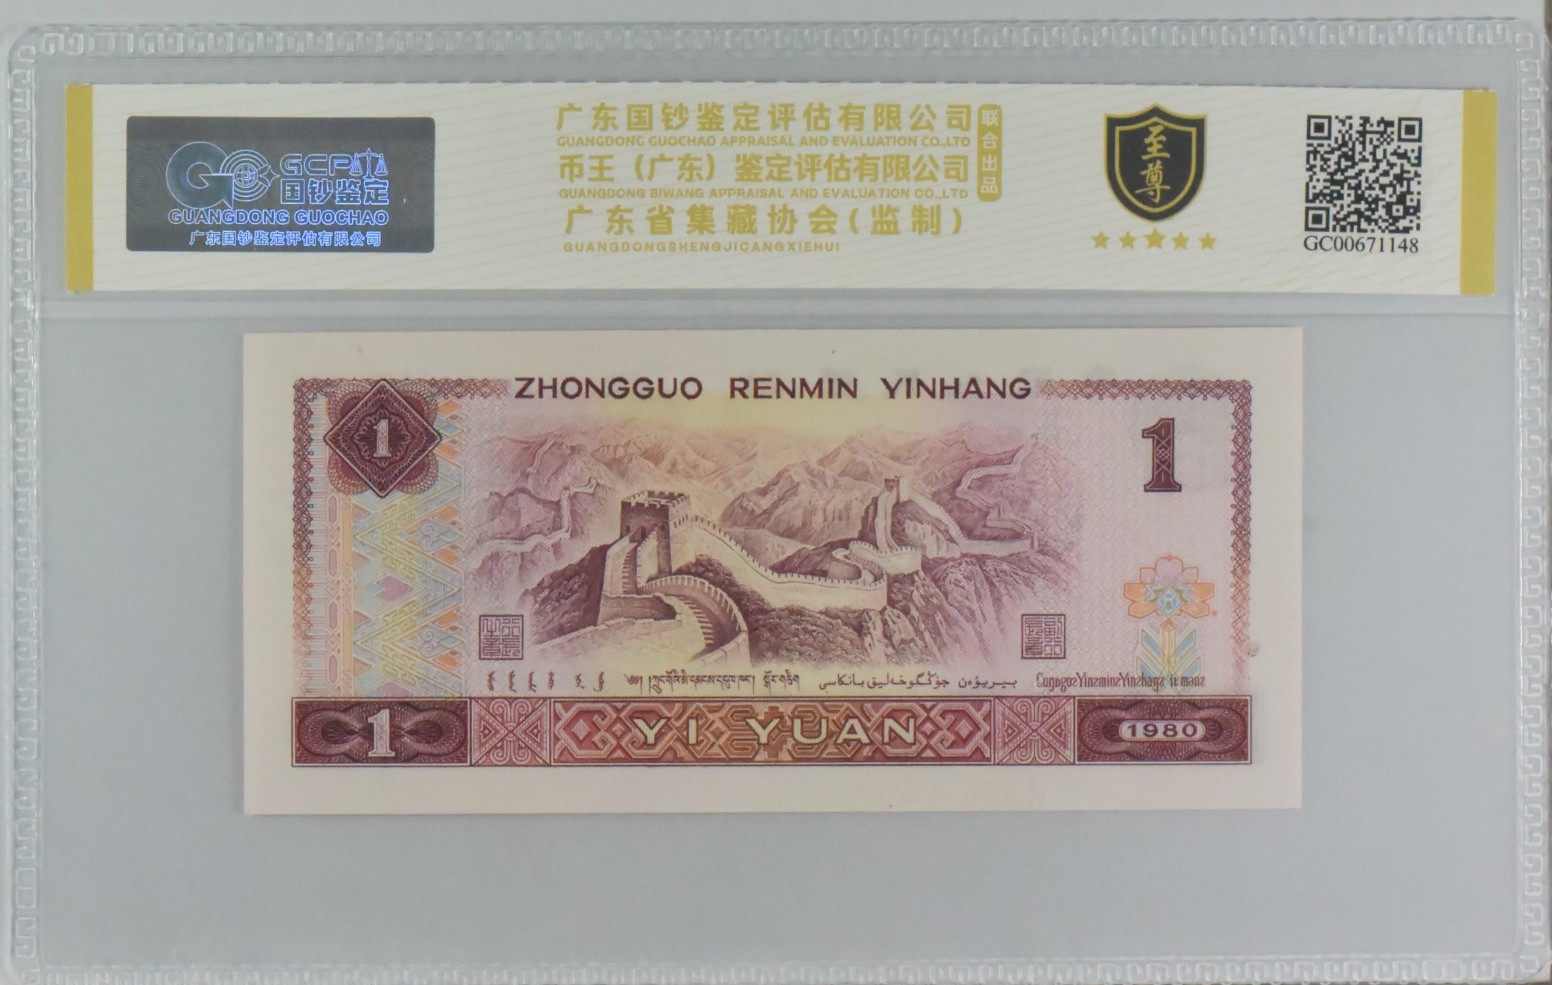 GCP
国钞鉴定
GUANGDONG GUOCHAO
广东国钞鉴定评估有限公司
广东国钞鉴定评估有限公司
GUANGDONG GUOCHAO APPRAISAL AND EVALUATION CO.,LTD
币王（广东）鉴定评估有限公司
GUANGDONG BIWANG APPRAISAL AND EVALUATION CO.,LTD
广东省集藏协会(监制)
GUANGDONGSHENGJICANGXIEHUI
联合出品
至尊
GC00671148
ZHONGGUO RENMIN YINHANG
1
1
1
YI YUAN
1980